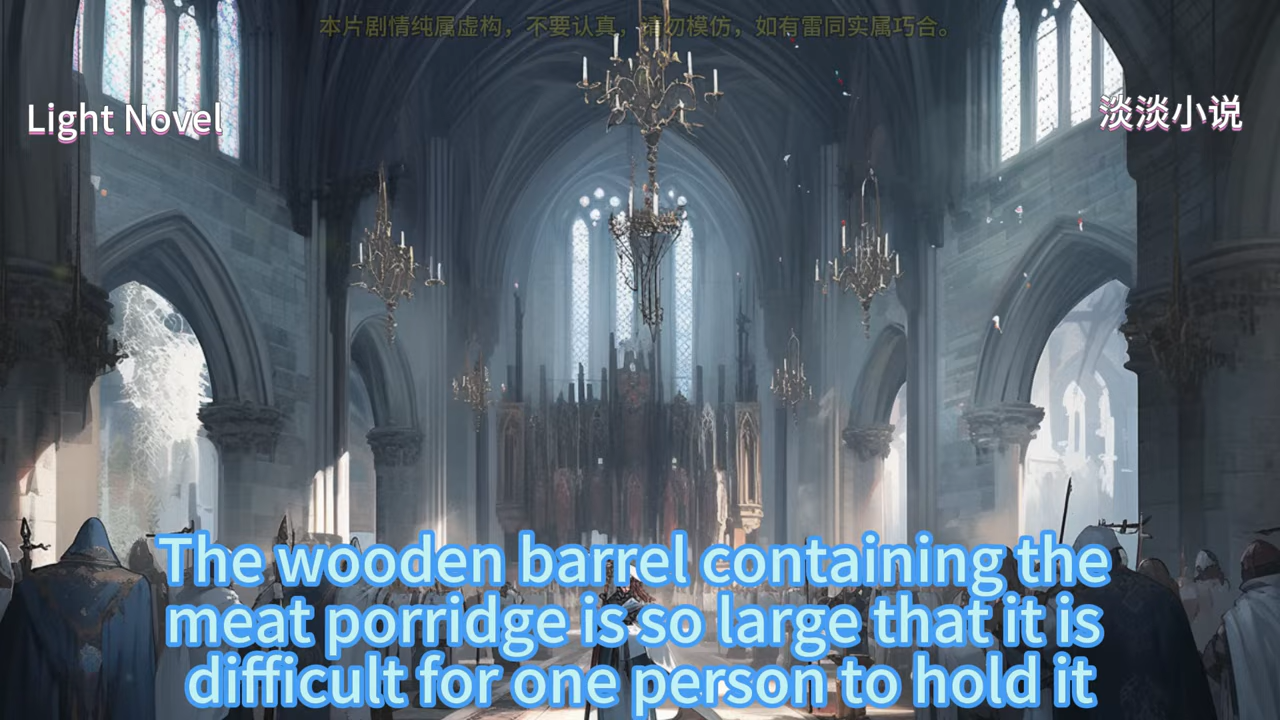 本片剧情纯属虚构，不要认真，请勿模仿，如有雷同实属巧合。
Light Novel
淡淡小说
The wooden barrel containing the
meat porridge is so large that it is
difficult for one person to hold it